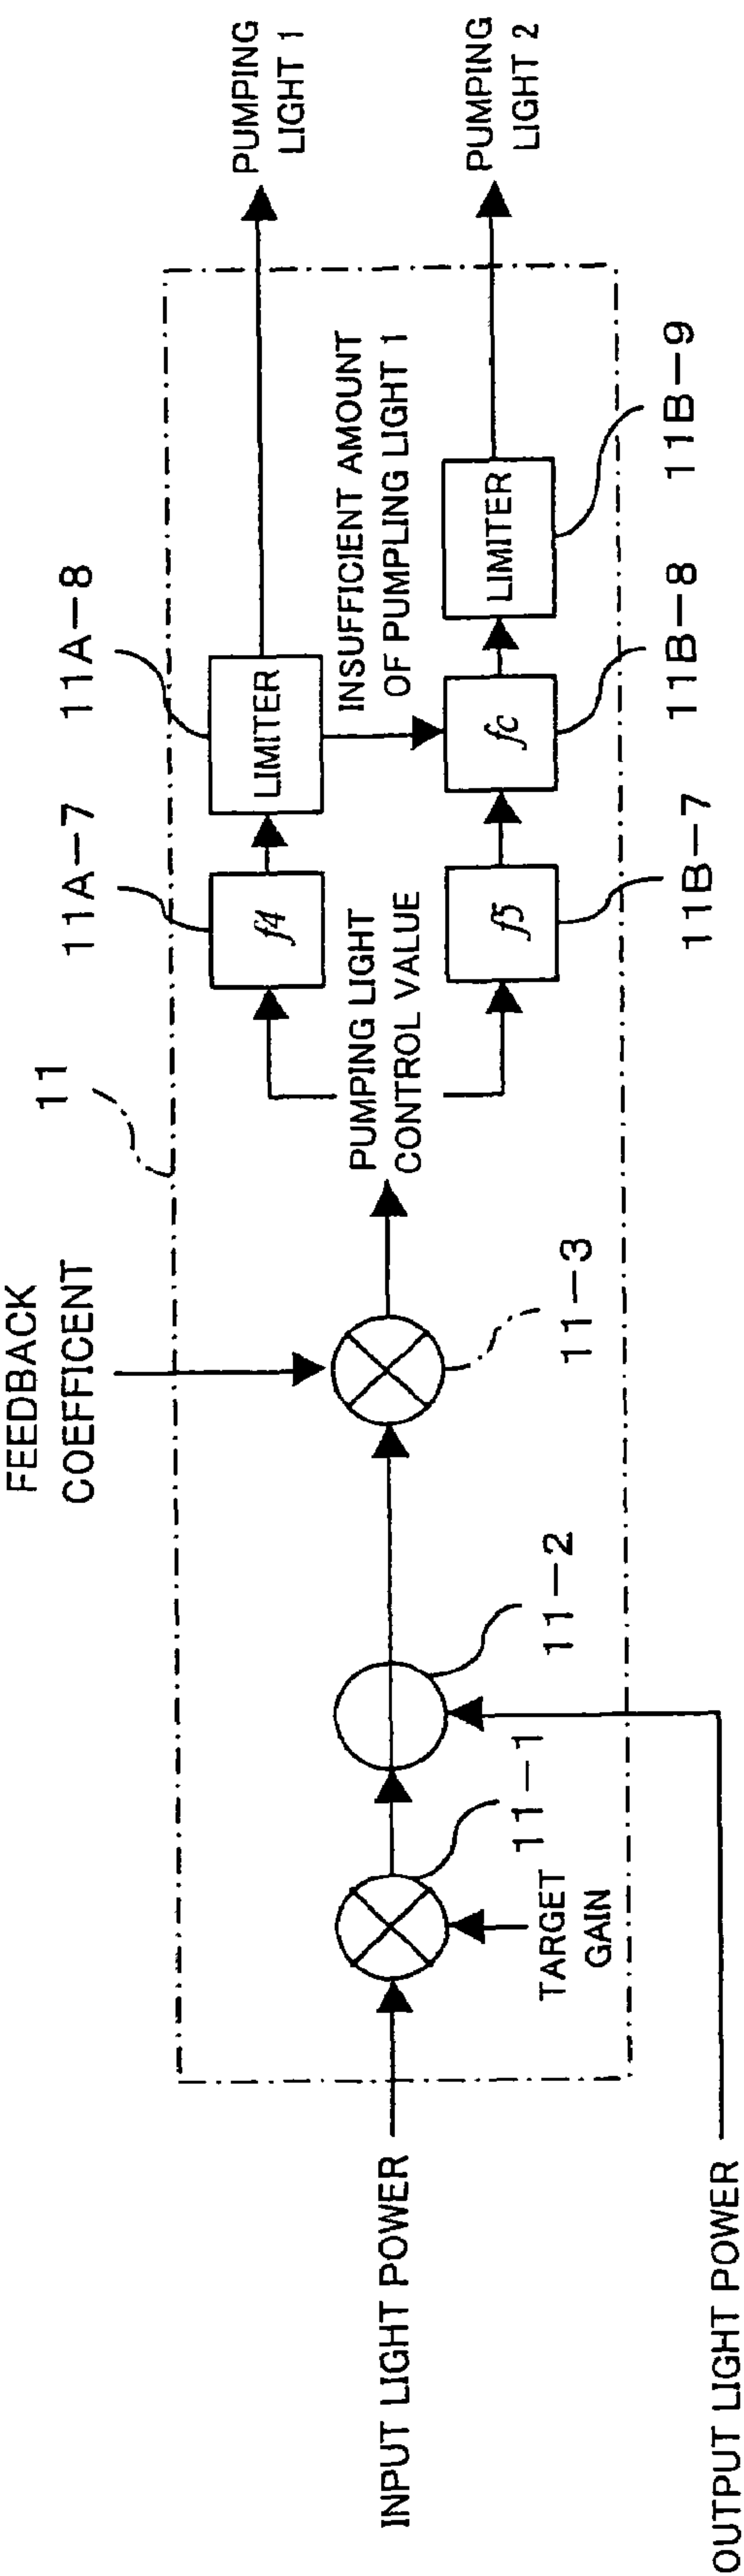 INPUT LIGHT POWER
OUTPUT LIGHT POWER
TARGET
GAIN
11-1
11-2
FEEDBACK
COEFFICENT
11-3
11
PUMPING LIGHT
CONTROL VALUE
11A-7
f4
11A-8
LIMITER
INSUFFICIENT AMOUNT
OF PUMPLING LIGHT 1
11B-7
f5
11B-8
fc
11B-9
LIMITER
PUMPING
LIGHT 1
PUMPING
LIGHT 2